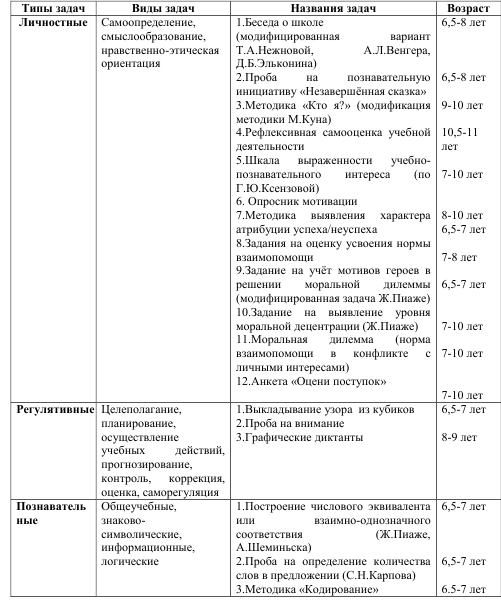 Типы задач Виды задач Названия задач Возраст
Личностные Самоопределение, 1.Беседа о школе 6,5-8 лет
смыслообразование, (модифицированная вариант
нравственно-этическая Т.А.Нежновой, А.Л.Венгера,
ориентация Д.Б.Эльконина)
2.Проба на познавательную 6,5-8 лет
инициативу «Незавершённая сказка»
3.Методика «Кто я?» (модификация 9-10 лет
методики М.Куна)
4.Рефлексивная самооценка учебной 10,5-11
деятельности лет
5.Шкала выраженности учебно-
познавательного интереса (по 7-10 лет
Г.Ю.Ксензовой)
6. Опросник мотивации
7.Методика выявления характера 8-10 лет
атрибуции успеха/неуспеха 6,5-7 лет
8.Задания на оценку усвоения нормы
взаимопомощи 7-8 лет
9.Задание на учёт мотивов героев в
решении моральной дилеммы 6,5-7 лет
(модифицированная задача Ж.Пиаже)
10.Задание на выявление уровня
моральной децентрации (Ж.Пиаже) 7-10 лет
11.Моральная дилемма (норма
взаимопомощи в конфликте с 7-10 лет
личными интересами)
12.Анкета «Оцени поступок»
7-10 лет
Регулятивные Целеполагание, 1.Выкладывание узора из кубиков 6,5-7 лет
планирование, 2.Проба на внимание
осуществление 3.Графические диктанты 8-9 лет
учебных действий,
прогнозирование,
контроль, коррекция,
оценка, саморегуляция
Познаватель Общеучебные, 1.Построение числового эквивалента 6,5-7 лет
ные знаково- или взаимно-однозначного
символические, соответствия (Ж.Пиаже,
информационные, А.Шеминьска)
логические 2.Проба на определение количества 6,5-7 лет
слов в предложении (С.Н.Карпова)
3.Методика «Кодирование» 6.5-7 лет